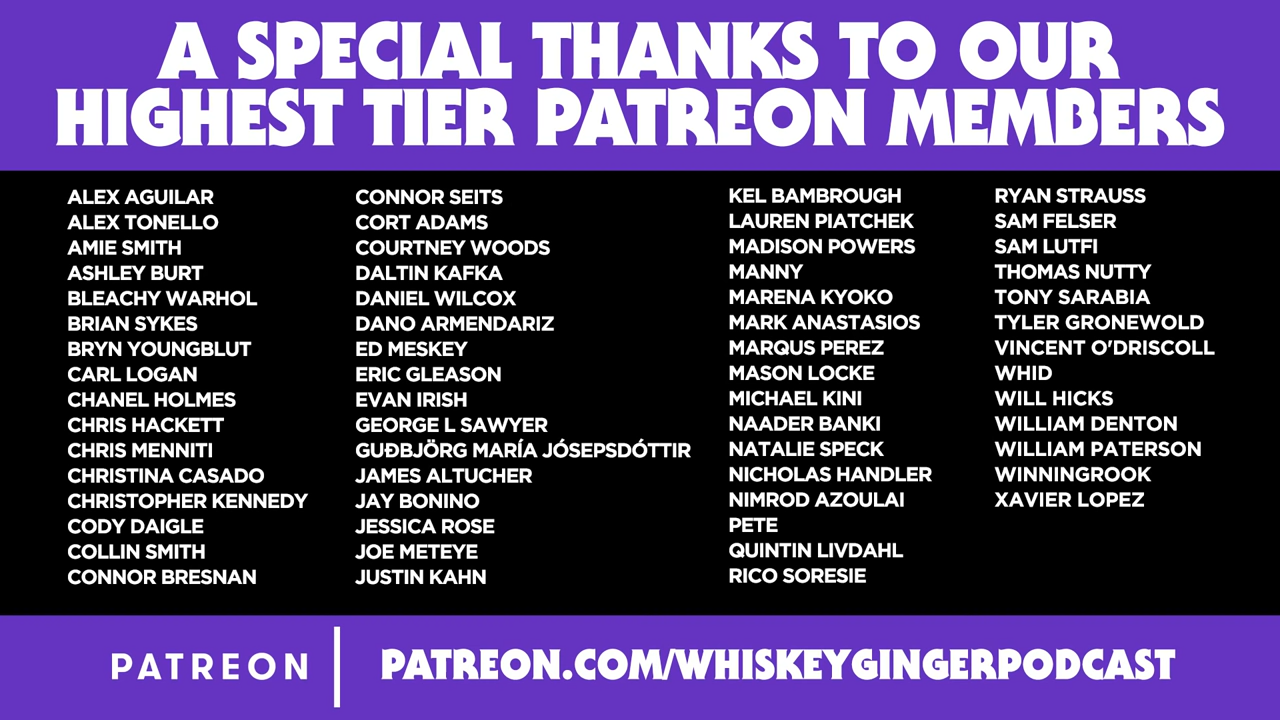 A SPECIAL THANKS TO OUR
HIGHEST TIER PATREON MEMBERS
ALEX AGUILAR
ALEX TONELLO
AMIE SMITH
ASHLEY BURT
BLEACHY WARHOL
BRIAN SYKES
BRYN YOUNGBLUT
CARL LOGAN
CHANEL HOLMES
CHRIS HACKETT
CHRIS MENNITI
CHRISTINA CASADO
CHRISTOPHER KENNEDY
CODY DAIGLE
COLLIN SMITH
CONNOR BRESNAN
CONNOR SEITS
CORT ADAMS
COURTNEY WOODS
DALTIN KAFKA
DANIEL WILCOX
DANO ARMENDARIZ
ED MESKEY
ERIC GLEASON
EVAN IRISH
GEORGE L SAWYER
GUÐBJÖRG MARÍA JÓSEPSDÓTTIR
JAMES ALTUCHER
JAY BONINO
JESSICA ROSE
JOE METEYE
JUSTIN KAHN
KEL BAMBROUGH
LAUREN PIATCHEK
MADISON POWERS
MANNY
MARENA KYOKO
MARK ANASTASIOS
MARQUS PEREZ
MASON LOCKE
MICHAEL KINI
NAADER BANKI
NATALIE SPECK
NICHOLAS HANDLER
NIMROD AZOULAI
PETE
QUINTIN LIVDAHL
RICO SORESIE
RYAN STRAUSS
SAM FELSER
SAM LUTFI
THOMAS NUTTY
TONY SARABIA
TYLER GRONEWOLD
VINCENT O'DRISCOLL
WHID
WILL HICKS
WILLIAM DENTON
WILLIAM PATERSON
WINNINGROOK
XAVIER LOPEZ
PATREON
PATREON.COM/WHISKEYGINGERPODCAST